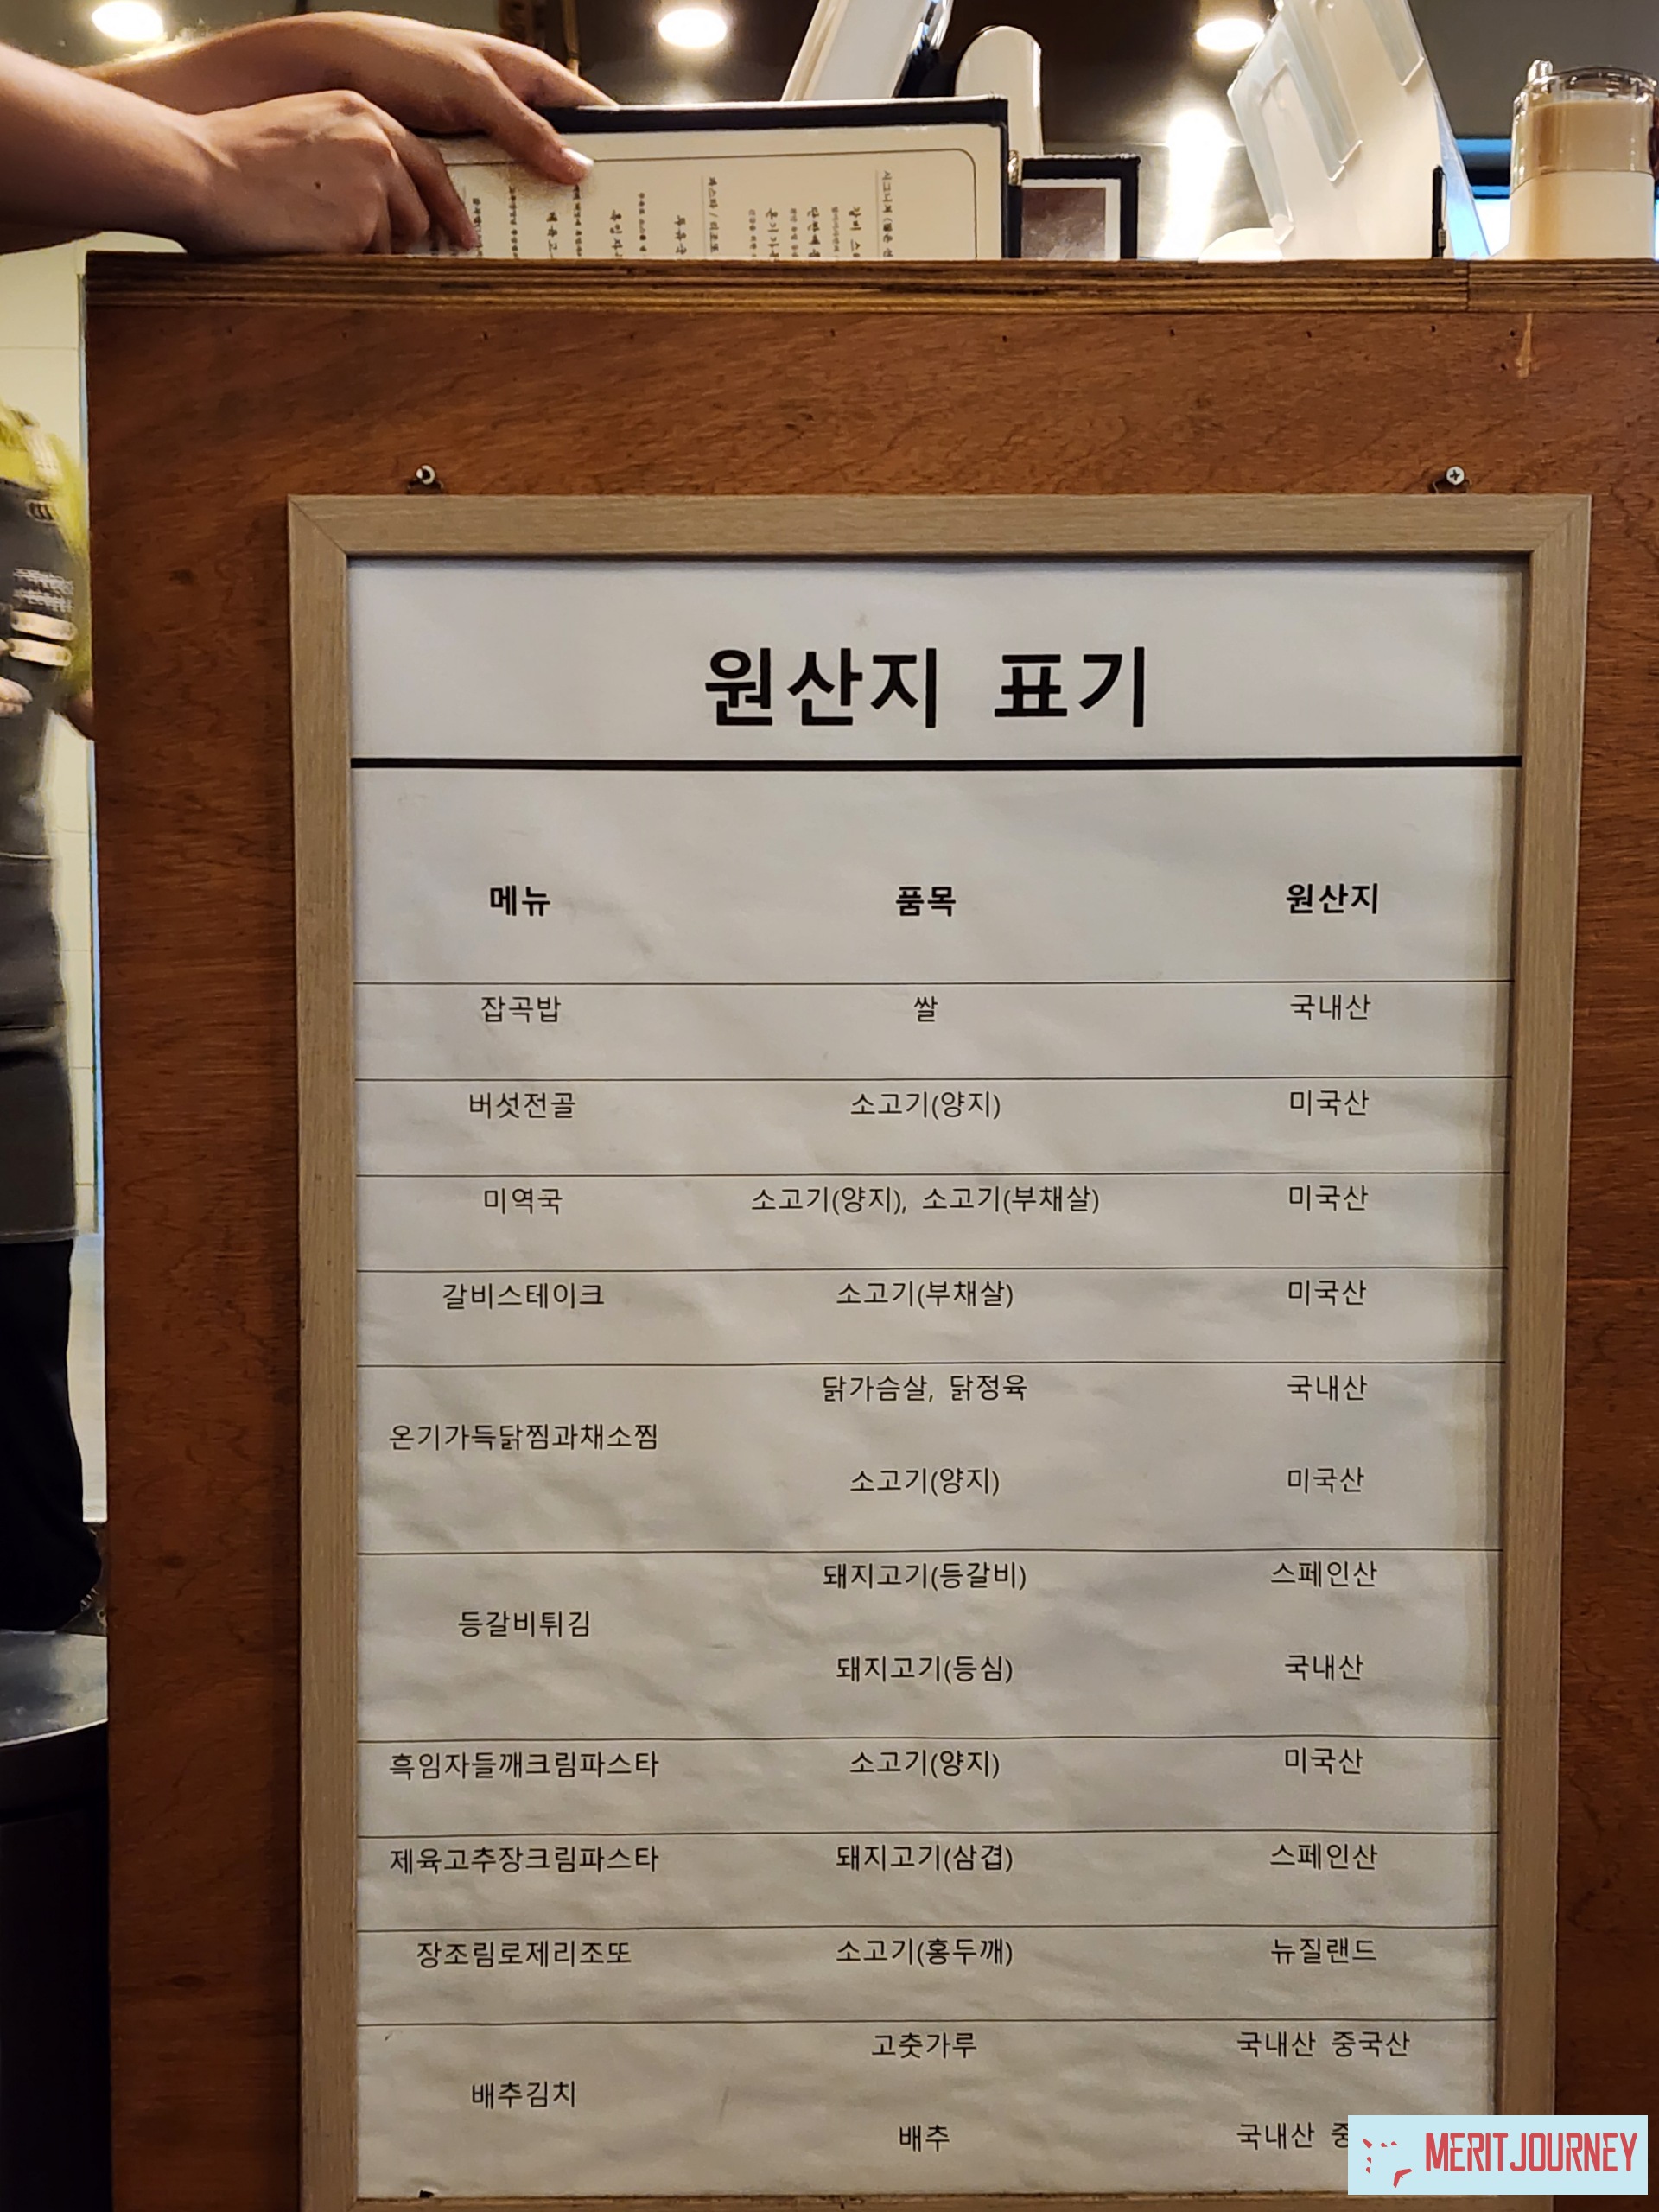 원산지 표기
메뉴 품목 원산지
잡곡밥 쌀 국내산
버섯전골 소고기(양지) 미국산
미역국 소고기(양지), 소고기(부채살) 미국산
갈비스테이크 소고기(부채살) 미국산
닭가슴살, 닭정육 국내산
온기가득닭찜과채소찜
소고기(양지) 미국산
돼지고기(등갈비) 스페인산
등갈비튀김
돼지고기(등심) 국내산
흑임자들깨크림파스타 소고기(양지) 미국산
제육고추장크림파스타 돼지고기(삼겹) 스페인산
장조림로제리조또 소고기(홍두깨) 뉴질랜드
고춧가루 국내산 중국산
배추김치
배추 국내산
MERIT JOURNEY